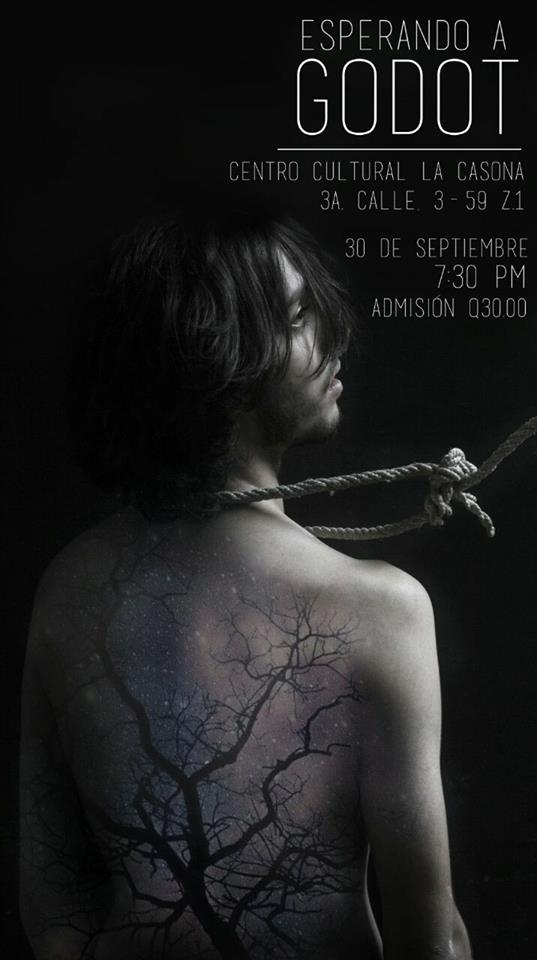 ESPERANDO A
GODOT
CENTRO CULTURAL LA CASONA
3A. CALLE, 3-59 Z.1
30 DE SEPTIEMBRE
7:30 PM
ADMISIÓN Q30.00